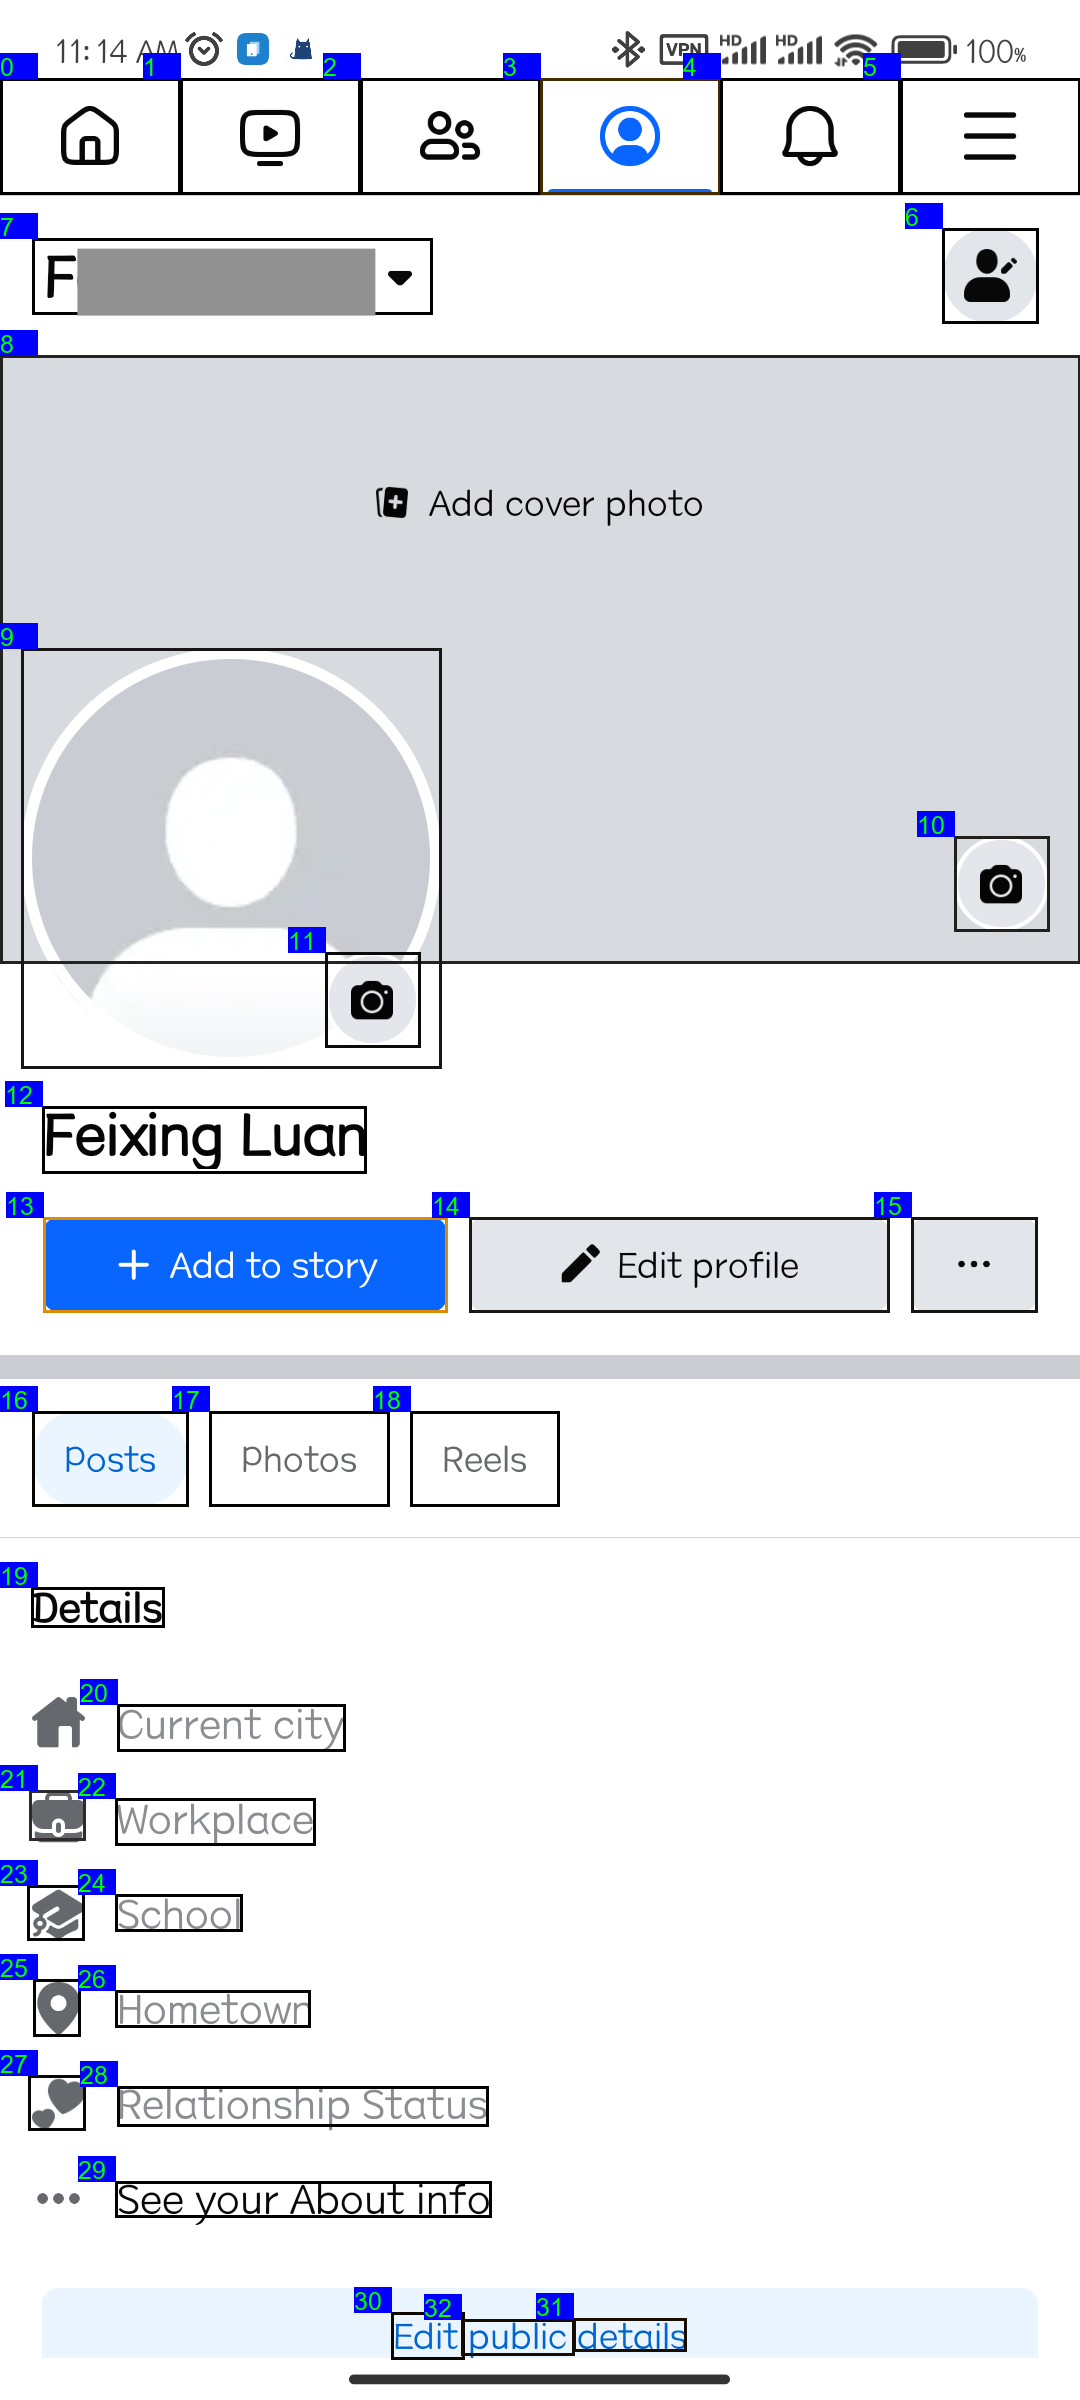 11:14 AM VPN HD HD 100%
0 1 2 3 4 5
6
7
F
8
Add cover photo
9
10
11
12
Feixing Luan
13 14 15
Add to story Edit profile
16 17 18
Posts Photos Reels
19
Details
20
Current city
21 22
Workplace
23 24
School
25 26
Hometown
27 28
Relationship Status
29
See your About info
30 32 31
Edit public details